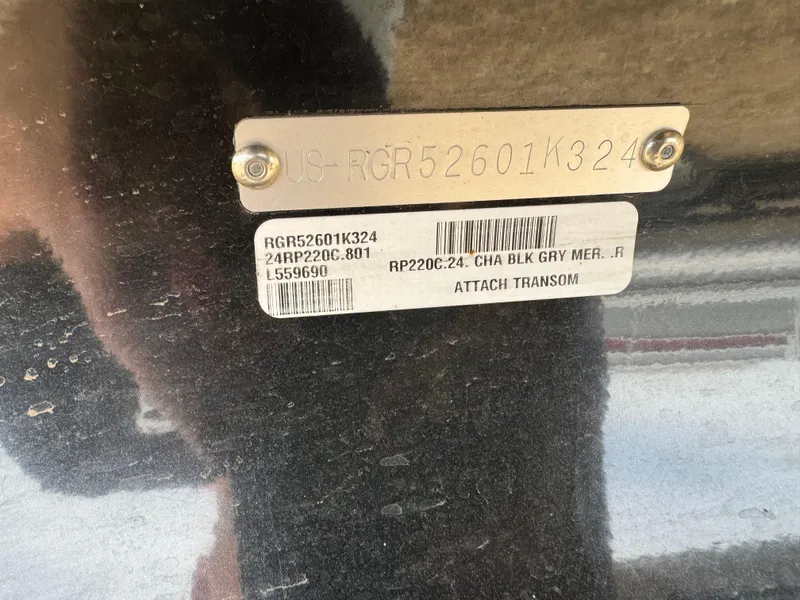 US-RGR52601K324
RGR52601K324
24RP220C.801
L559690
RP220C.24. CHA BLK GRY MER. .R
ATTACH TRANSOM